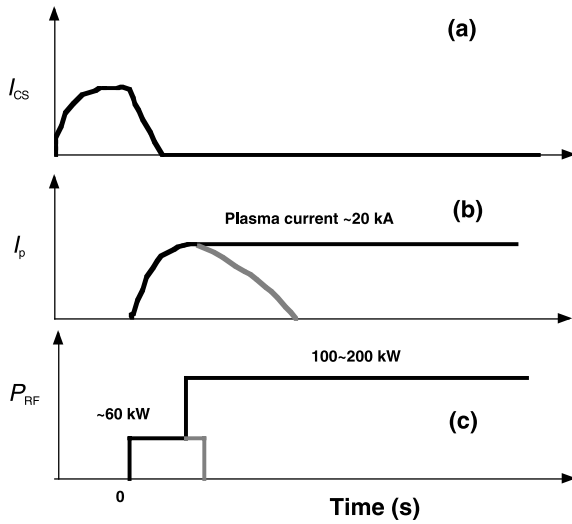 (a)
I_CS
Plasma current ~20 kA
(b)
I_p
100~200 kW
P_RF
~60 kW
(c)
0
Time (s)